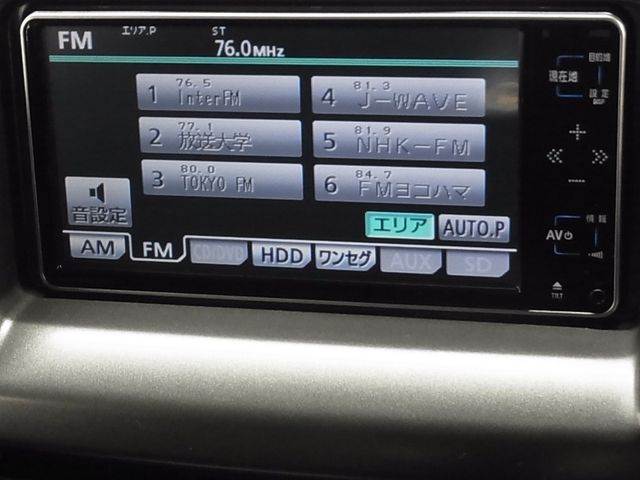 FM エリア.P ST
76.0MHz
1 76.5 InterFM
4 81.3 J-WAVE
2 77.1 放送大学
5 81.9 NHK-FM
3 80.0 TOKYO FM
6 84.7 FMヨコハマ
音設定
エリア AUTO.P
AM FM CD/DVD HDD ワンセグ AUX SD
目的地
現在地
設定
DISP
+
≪ ≫
-
情報
AV
TILT